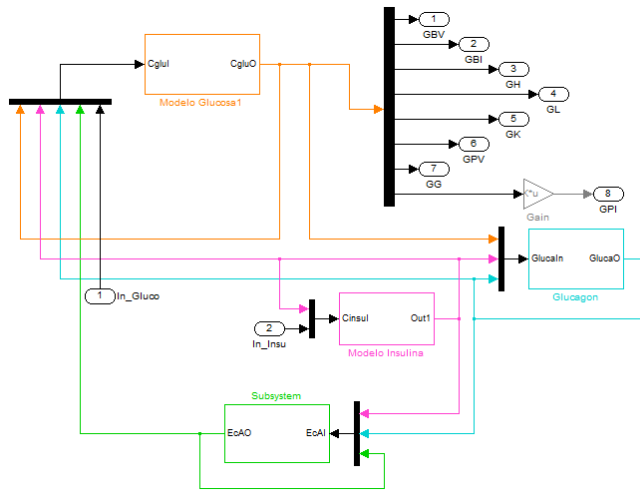 1
GBV
2
GBI
3
GH
4
GL
5
GK
6
GPV
7
GG
8
GPI
K*u
Gain
CgluI
CgluO
Modelo Glucosa1
GlucaIn
GlucaO
Glucagon
1
In_Gluco
2
In_Insu
Cinsul
Out1
Modelo Insulina
Subsystem
EcAO
EcAI